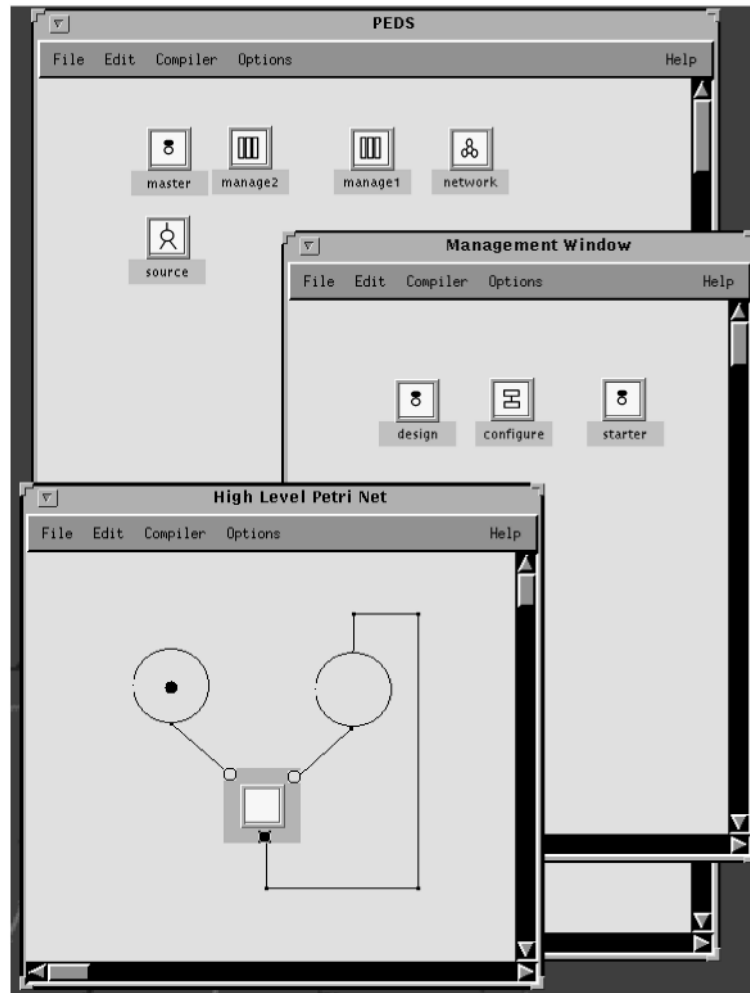 PEDS
File Edit Compiler Options Help
master manage2 manage1 network
source
Management Window
File Edit Compiler Options Help
design configure starter
High Level Petri Net
File Edit Compiler Options Help